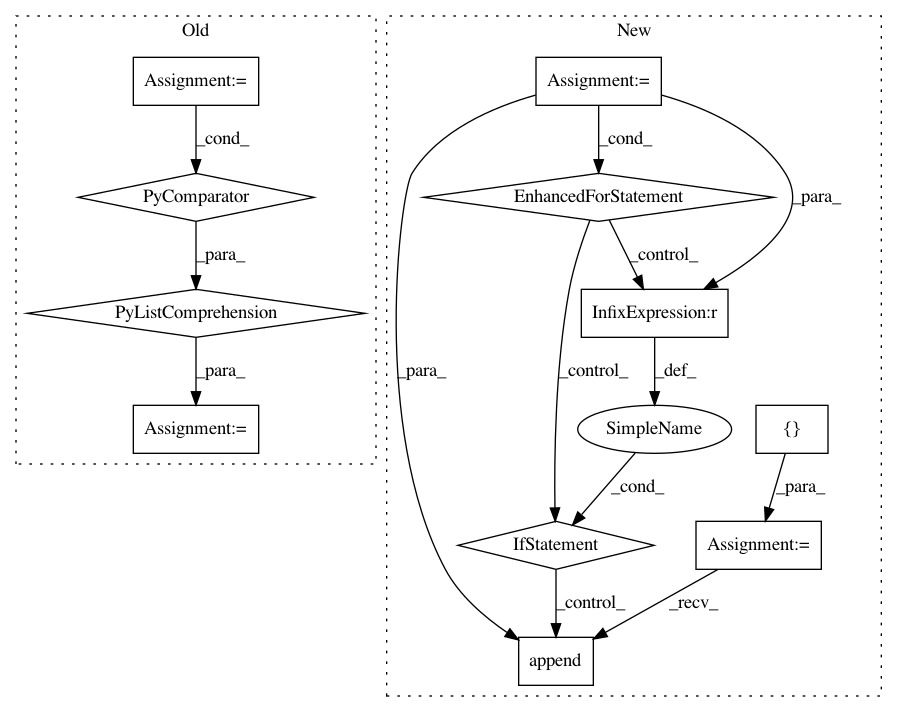 Old
New
Assignment:=
Assignment:=
_cond_
_cond_
PyComparator
EnhancedForStatement
_para_
_para_
_control_
PyListComprehension
InfixExpression:r
_para_
_para_
_control_
_def_
Assignment:=
SimpleName
{}
_cond_
_para_
IfStatement
Assignment:=
_control_
_recv_
append